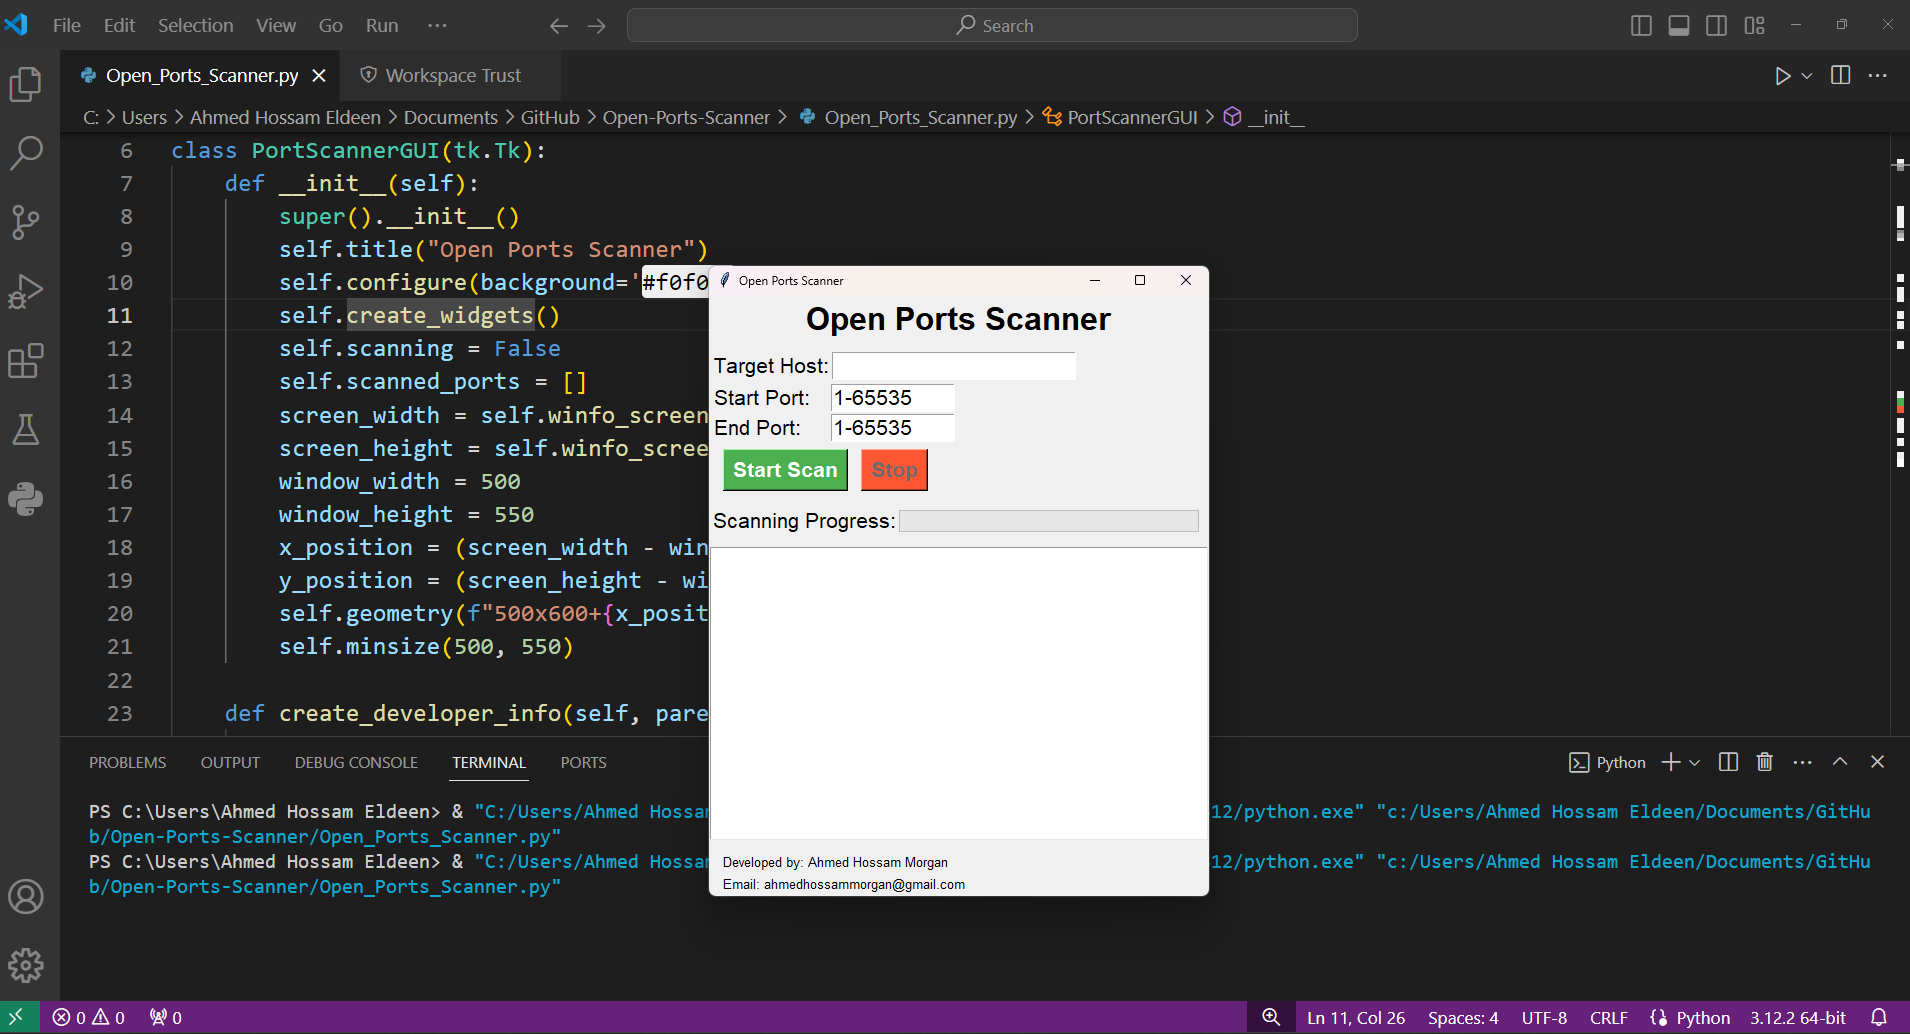 File Edit Selection View Go Run ··· Search
Open_Ports_Scanner.py Workspace Trust
C: > Users > Ahmed Hossam Eldeen > Documents > GitHub > Open-Ports-Scanner > Open_Ports_Scanner.py > PortScannerGUI > __init__
6 class PortScannerGUI(tk.Tk):
7 def __init__(self):
8 super().__init__()
9 self.title("Open Ports Scanner")
10 self.configure(background='#f0f0
11 self.create_widgets()
12 self.scanning = False
13 self.scanned_ports = []
14 screen_width = self.winfo_screen
15 screen_height = self.winfo_scree
16 window_width = 500
17 window_height = 550
18 x_position = (screen_width - win
19 y_position = (screen_height - wi
20 self.geometry(f"500x600+{x_posit
21 self.minsize(500, 550)
22
23 def create_developer_info(self, pare
Open Ports Scanner
Open Ports Scanner
Target Host:
Start Port: 1-65535
End Port: 1-65535
Start Scan Stop
Scanning Progress:
Developed by: Ahmed Hossam Morgan
Email: ahmedhossammorgan@gmail.com
PROBLEMS OUTPUT DEBUG CONSOLE TERMINAL PORTS Python
PS C:\Users\Ahmed Hossam Eldeen> & "C:/Users/Ahmed Hossa 12/python.exe" "c:/Users/Ahmed Hossam Eldeen/Documents/GitHu
b/Open-Ports-Scanner/Open_Ports_Scanner.py"
PS C:\Users\Ahmed Hossam Eldeen> & "C:/Users/Ahmed Hossa 12/python.exe" "c:/Users/Ahmed Hossam Eldeen/Documents/GitHu
b/Open-Ports-Scanner/Open_Ports_Scanner.py"
0 0 0 Ln 11, Col 26 Spaces: 4 UTF-8 CRLF Python 3.12.2 64-bit